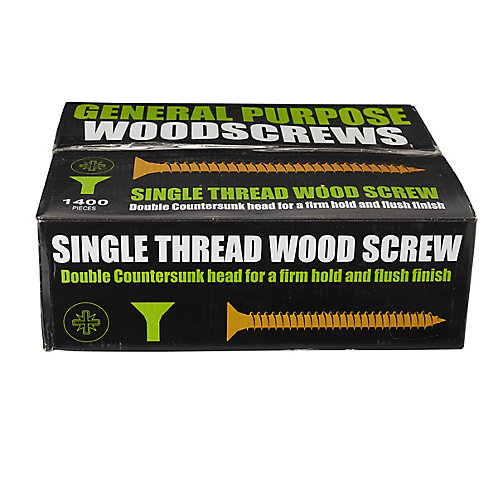 GENERAL PURPOSE
WOODSCREWS
1400
PIECES
SINGLE THREAD WOOD SCREW
Double Countersunk head for a firm hold and flush finish
SINGLE THREAD WOOD SCREW
Double Countersunk head for a firm hold and flush finish